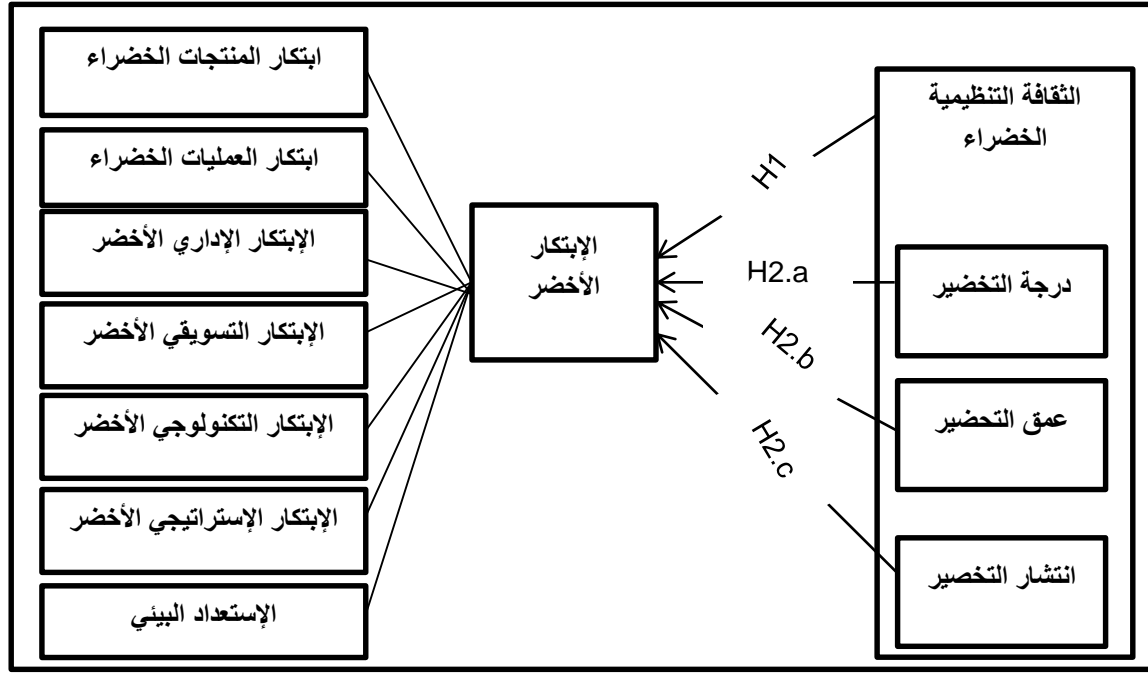 الثقافة التنظيمية
الخضراء
درجة التخضير
عمق التحضير
انتشار التخصير
H1
H2.a
H2.b
H2.c
الإبتكار
الأخضر
ابتكار المنتجات الخضراء
ابتكار العمليات الخضراء
الإبتكار الإداري الأخضر
الإبتكار التسويقي الأخضر
الإبتكار التكنولوجي الأخضر
الإبتكار الإستراتيجي الأخضر
الإستعداد البيئي